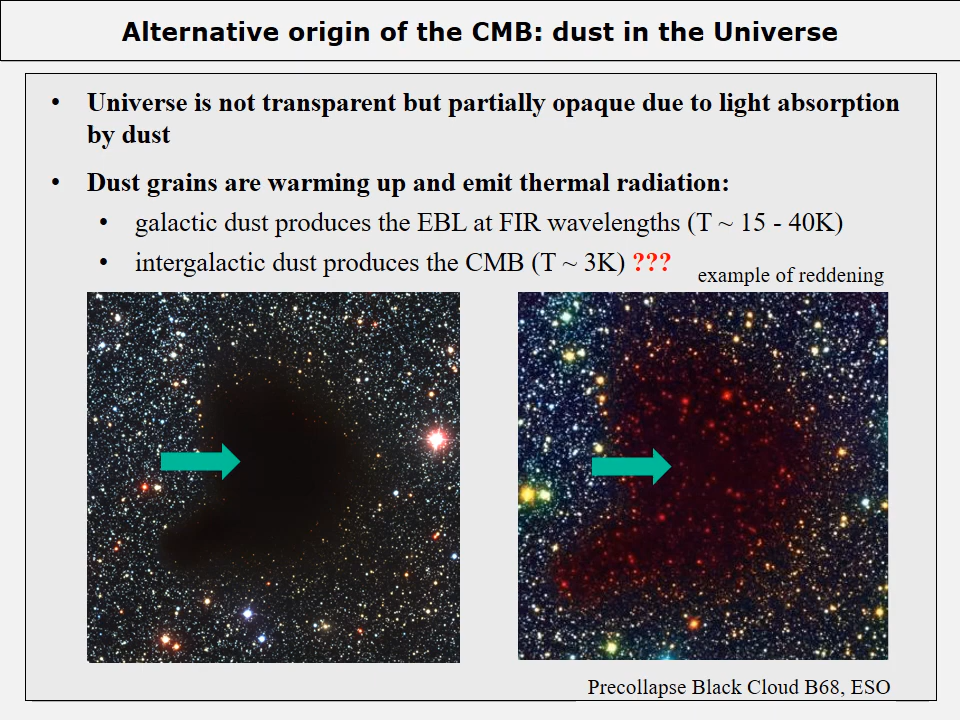 Alternative origin of the CMB: dust in the Universe
• Universe is not transparent but partially opaque due to light absorption
by dust
• Dust grains are warming up and emit thermal radiation:
• galactic dust produces the EBL at FIR wavelengths (T ~ 15 - 40K)
• intergalactic dust produces the CMB (T ~ 3K) ???
example of reddening
Precollapse Black Cloud B68, ESO